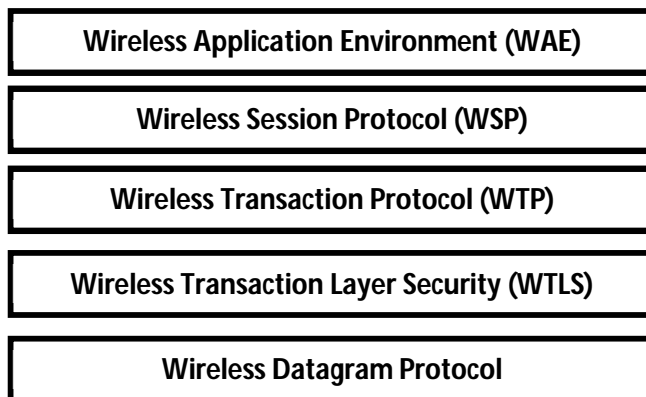 Wireless Application Environment (WAE)
Wireless Session Protocol (WSP)
Wireless Transaction Protocol (WTP)
Wireless Transaction Layer Security (WTLS)
Wireless Datagram Protocol